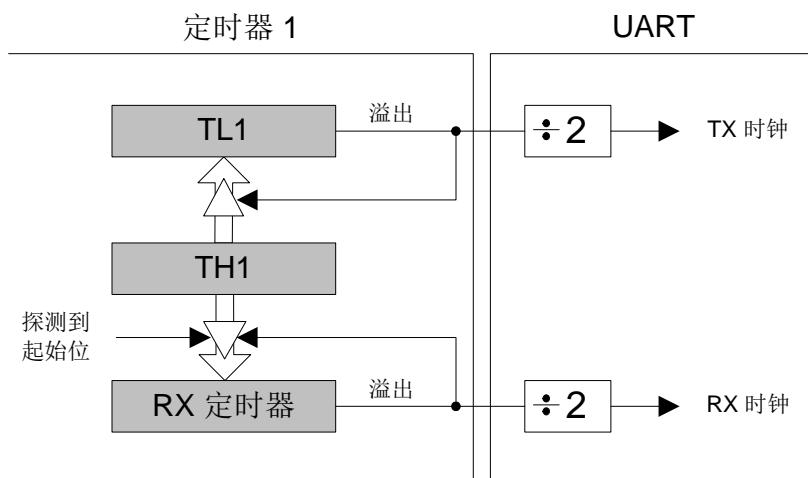 定时器 1
UART
TL1
溢出
÷2
TX 时钟
TH1
探测到
起始位
RX 定时器
溢出
÷2
RX 时钟